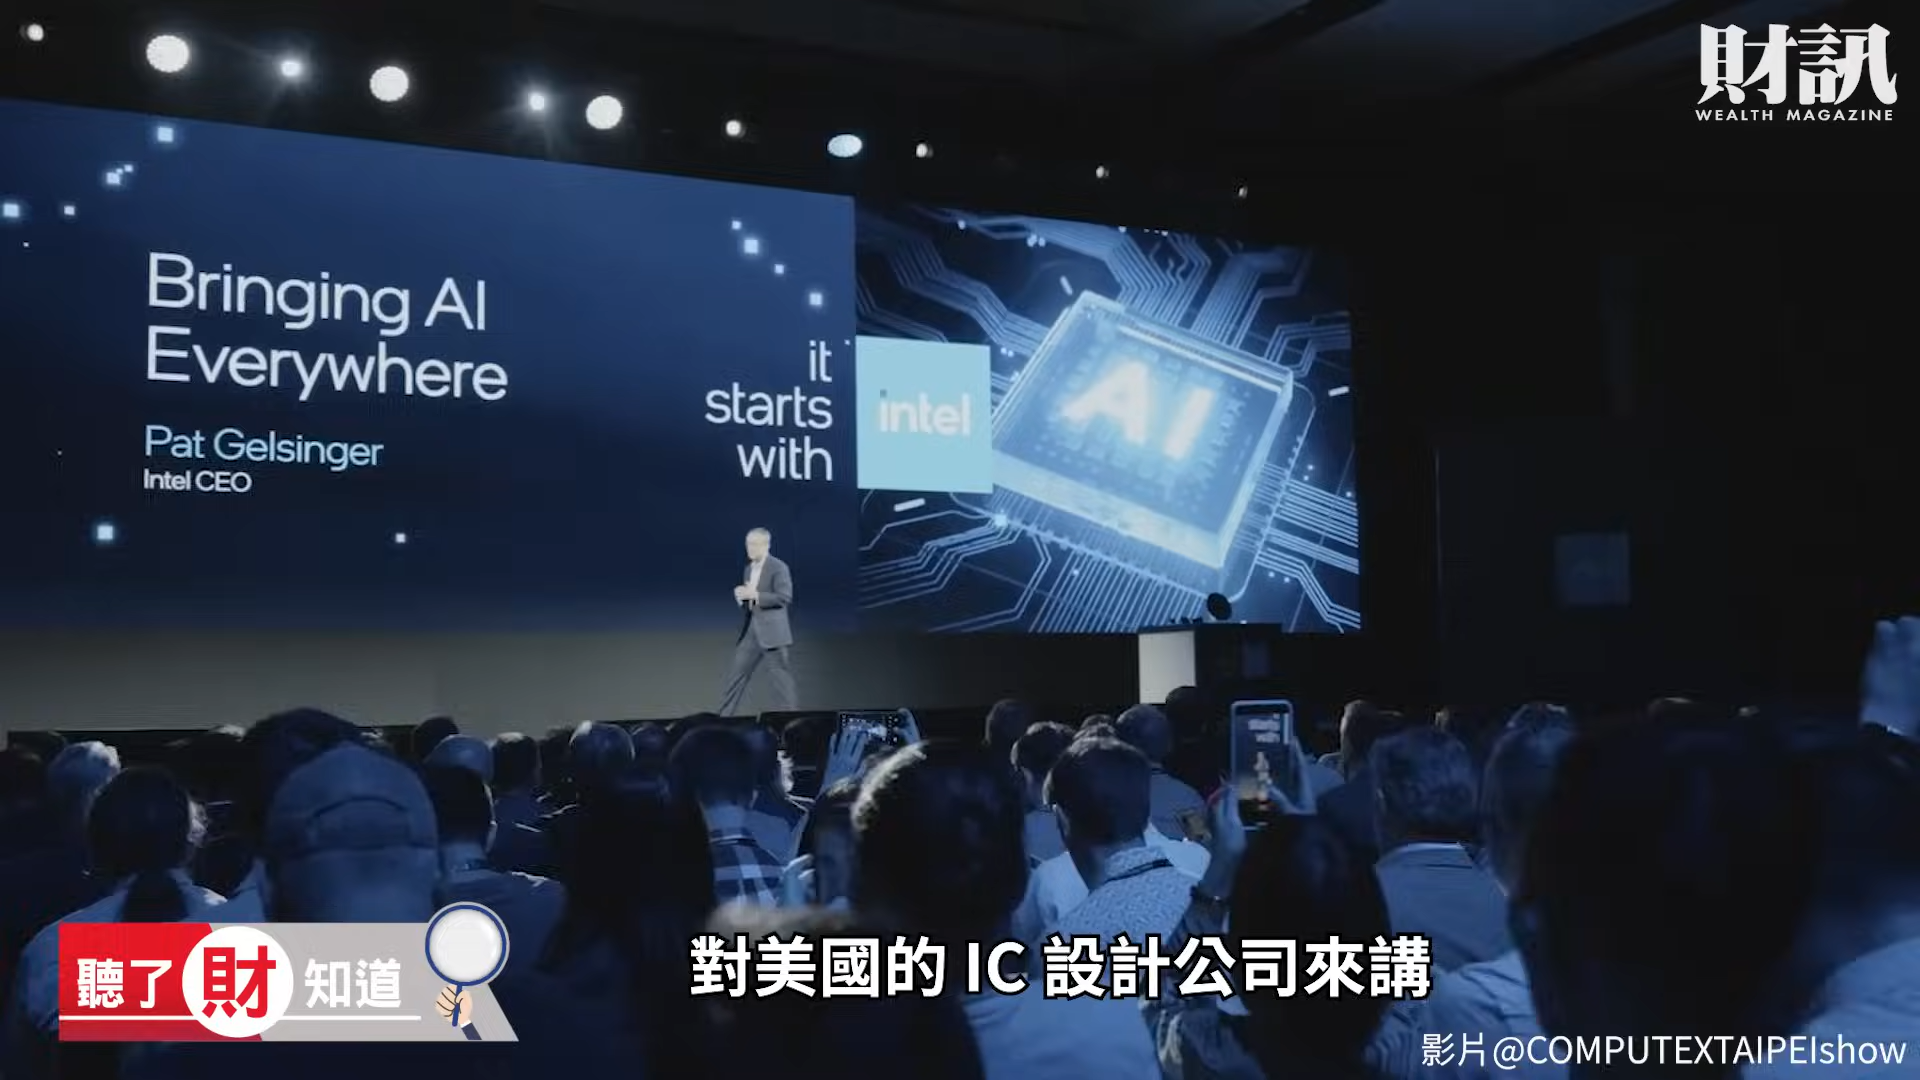 財訊
WEALTH MAGAZINE
Bringing AI
Everywhere
Pat Gelsinger
Intel CEO
it
starts
with
intel
AI
聽了財知道
對美國的 IC 設計公司來講
影片@COMPUTEXTAIPEIshow